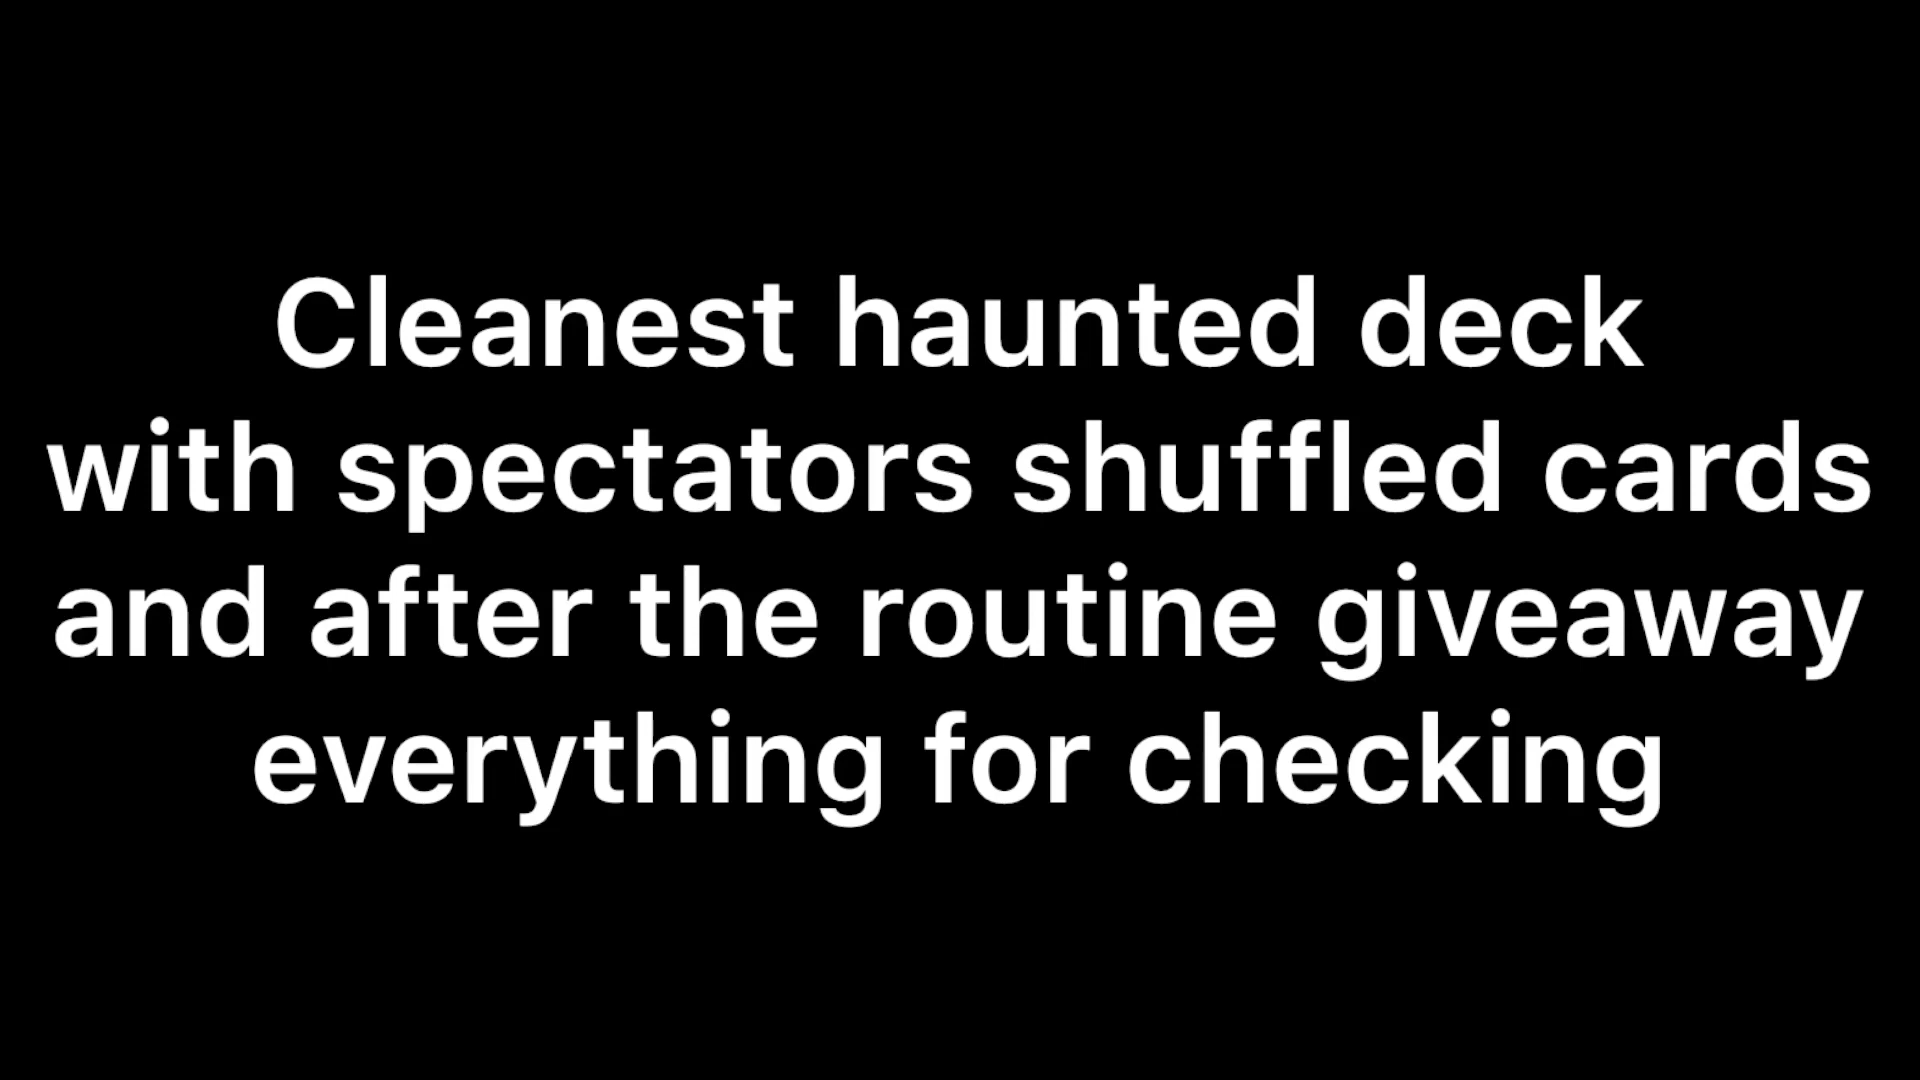 Cleanest haunted deck
with spectators shuffled cards
and after the routine giveaway
everything for checking